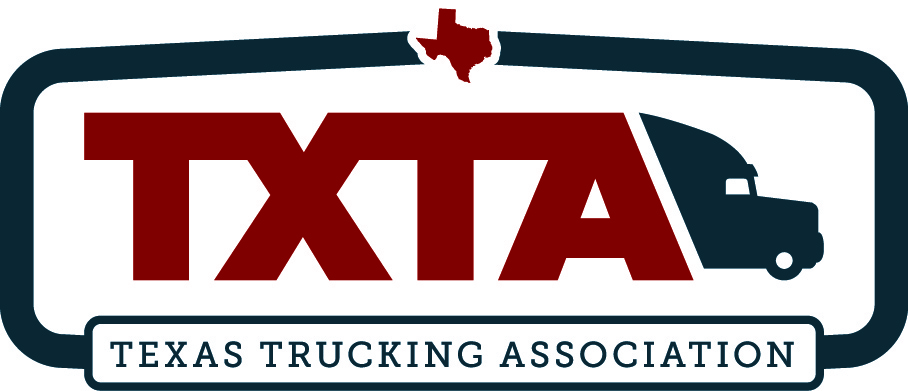 TXTA
TEXAS TRUCKING ASSOCIATION